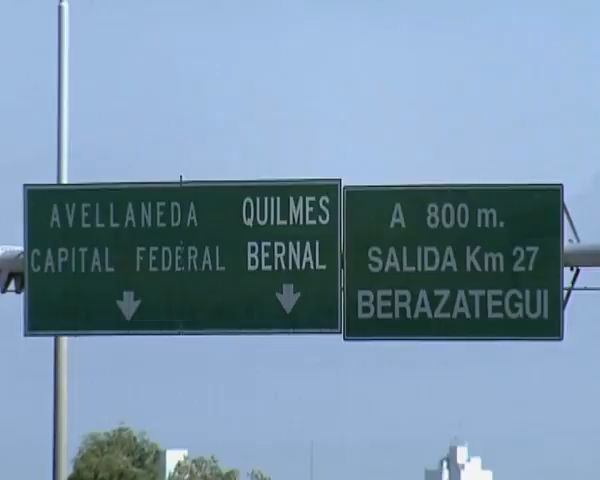 AVELLANEDA QUILMES
CAPITAL FEDERAL BERNAL
A 800 m.
SALIDA Km 27
BERAZATEGUI